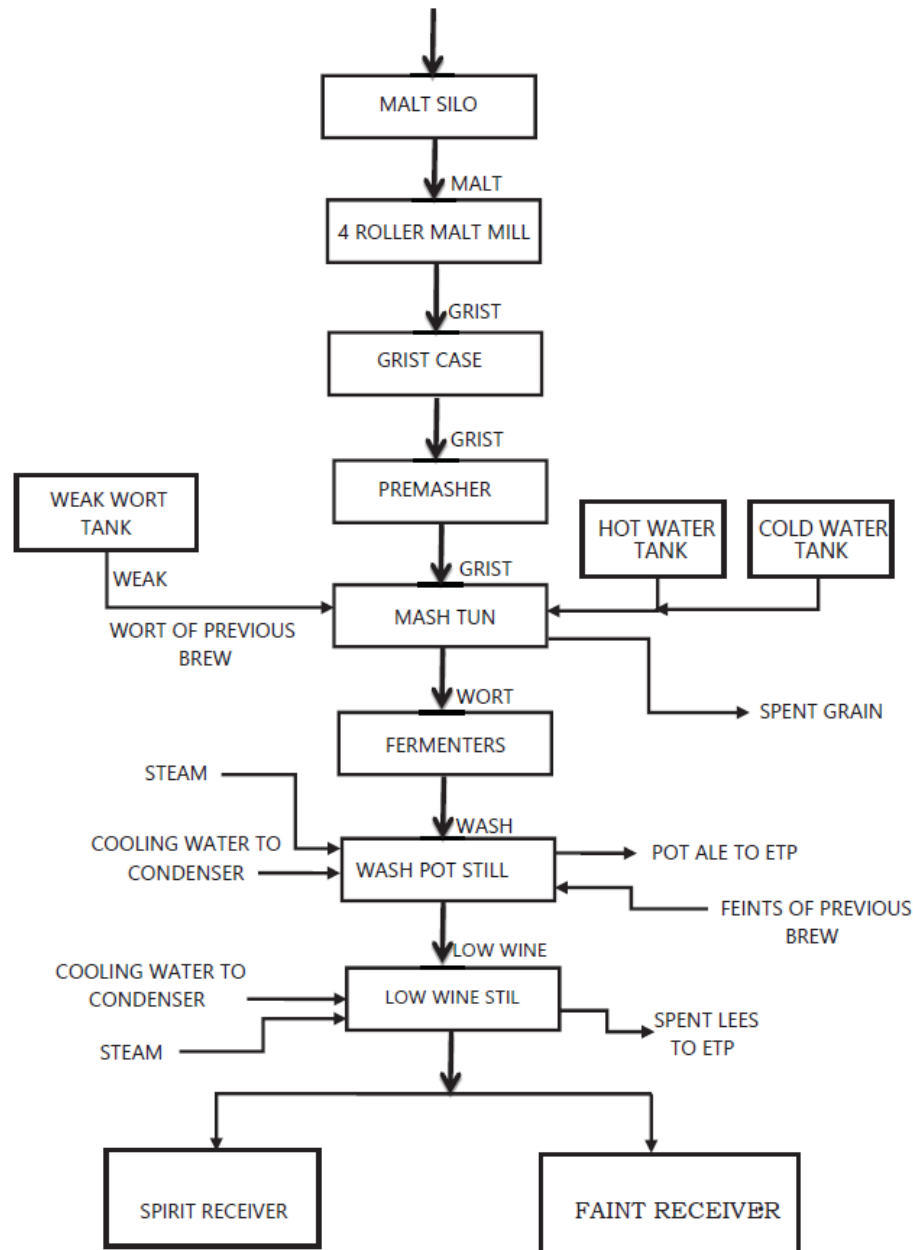 MALT SILO
MALT
4 ROLLER MALT MILL
GRIST
GRIST CASE
GRIST
PREMASHER
WEAK WORT
TANK
HOT WATER
TANK
COLD WATER
TANK
WEAK
GRIST
MASH TUN
WORT OF PREVIOUS
BREW
WORT
SPENT GRAIN
FERMENTERS
STEAM
WASH
COOLING WATER TO
CONDENSER
WASH POT STILL
POT ALE TO ETP
FEINTS OF PREVIOUS
BREW
LOW WINE
COOLING WATER TO
CONDENSER
LOW WINE STIL
STEAM
SPENT LEES
TO ETP
SPIRIT RECEIVER
FAINT RECEIVER